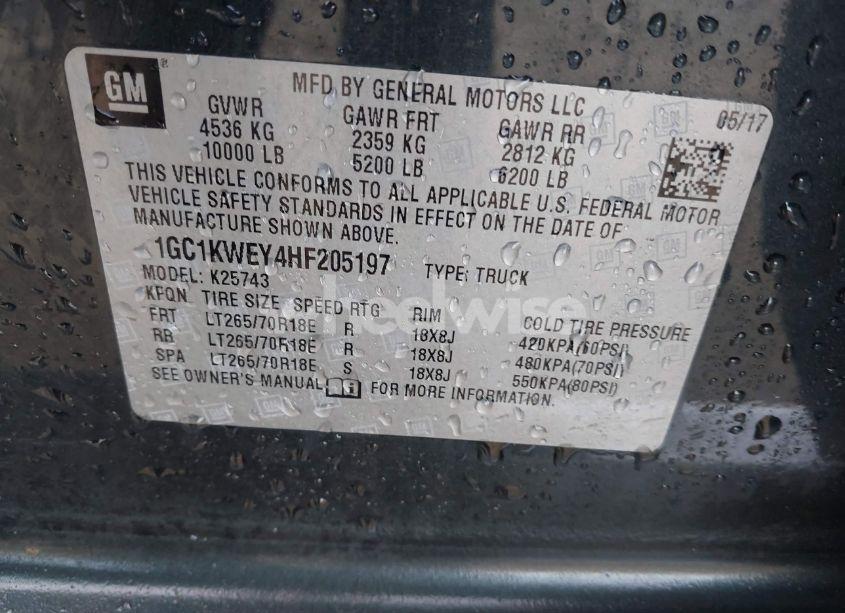 GM
MFD BY GENERAL MOTORS LLC
05/17
GVWR GAWR FRT GAWR RR
4536 KG 2359 KG 2812 KG
10000 LB 5200 LB 6200 LB
THIS VEHICLE CONFORMS TO ALL APPLICABLE U.S. FEDERAL MOTOR
VEHICLE SAFETY STANDARDS IN EFFECT ON THE DATE OF
MANUFACTURE SHOWN ABOVE.
1GC1KWEY4HF205197 TYPE: TRUCK
MODEL: K25743
KFQN TIRE SIZE SPEED RTG RIM COLD TIRE PRESSURE
FRT LT265/70R18E R 18X8J 420KPA(60PSI)
RR LT265/70R18E R 18X8J 480KPA(70PSI)
SPA LT265/70R18E S 18X8J 550KPA(80PSI)
SEE OWNER'S MANUAL FOR MORE INFORMATION.